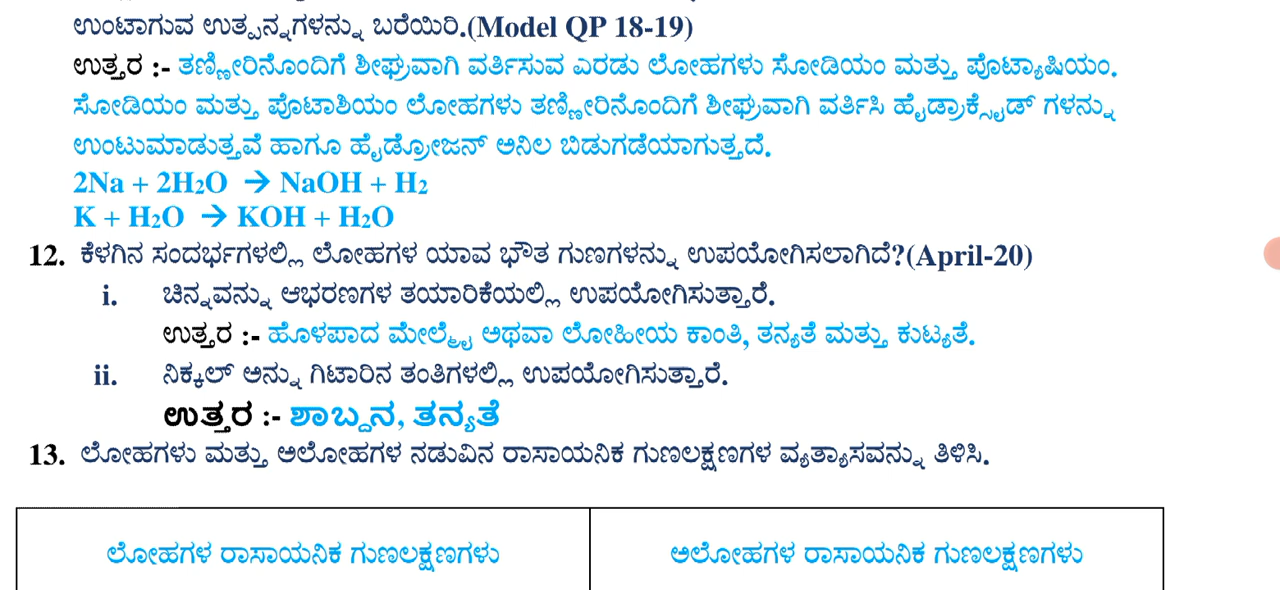 ಉಂಟಾಗುವ ಉತ್ಪನ್ನಗಳನ್ನು ಬರೆಯಿರಿ.(Model QP 18-19)
ಉತ್ತರ :- ತಣ್ಣೀರಿನೊಂದಿಗೆ ಶೀಘ್ರವಾಗಿ ವರ್ತಿಸುವ ಎರಡು ಲೋಹಗಳು ಸೋಡಿಯಂ ಮತ್ತು ಪೊಟ್ಯಾಷಿಯಂ.
ಸೋಡಿಯಂ ಮತ್ತು ಪೊಟಾಶಿಯಂ ಲೋಹಗಳು ತಣ್ಣೀರಿನೊಂದಿಗೆ ಶೀಘ್ರವಾಗಿ ವರ್ತಿಸಿ ಹೈಡ್ರಾಕ್ಸೈಡ್ ಗಳನ್ನು
ಉಂಟುಮಾಡುತ್ತವೆ ಹಾಗೂ ಹೈಡ್ರೋಜನ್ ಅನಿಲ ಬಿಡುಗಡೆಯಾಗುತ್ತದೆ.
2Na + 2H₂O → NaOH + H₂
K + H₂O → KOH + H₂O
12. ಕೆಳಗಿನ ಸಂದರ್ಭಗಳಲ್ಲಿ ಲೋಹಗಳ ಯಾವ ಭೌತ ಗುಣಗಳನ್ನು ಉಪಯೋಗಿಸಲಾಗಿದೆ?(April-20)
i. ಚಿನ್ನವನ್ನು ಆಭರಣಗಳ ತಯಾರಿಕೆಯಲ್ಲಿ ಉಪಯೋಗಿಸುತ್ತಾರೆ.
ಉತ್ತರ :- ಹೊಳಪಾದ ಮೇಲ್ಮೈ ಅಥವಾ ಲೋಹೀಯ ಕಾಂತಿ, ತನ್ಯತೆ ಮತ್ತು ಕುಟ್ಯತೆ.
ii. ನಿಕ್ಕಲ್ ಅನ್ನು ಗಿಟಾರಿನ ತಂತಿಗಳಲ್ಲಿ ಉಪಯೋಗಿಸುತ್ತಾರೆ.
ಉತ್ತರ :- ಶಾಬ್ದನ, ತನ್ಯತೆ
13. ಲೋಹಗಳು ಮತ್ತು ಅಲೋಹಗಳ ನಡುವಿನ ರಾಸಾಯನಿಕ ಗುಣಲಕ್ಷಣಗಳ ವ್ಯತ್ಯಾಸವನ್ನು ತಿಳಿಸಿ.
ಲೋಹಗಳ ರಾಸಾಯನಿಕ ಗುಣಲಕ್ಷಣಗಳು
ಅಲೋಹಗಳ ರಾಸಾಯನಿಕ ಗುಣಲಕ್ಷಣಗಳು